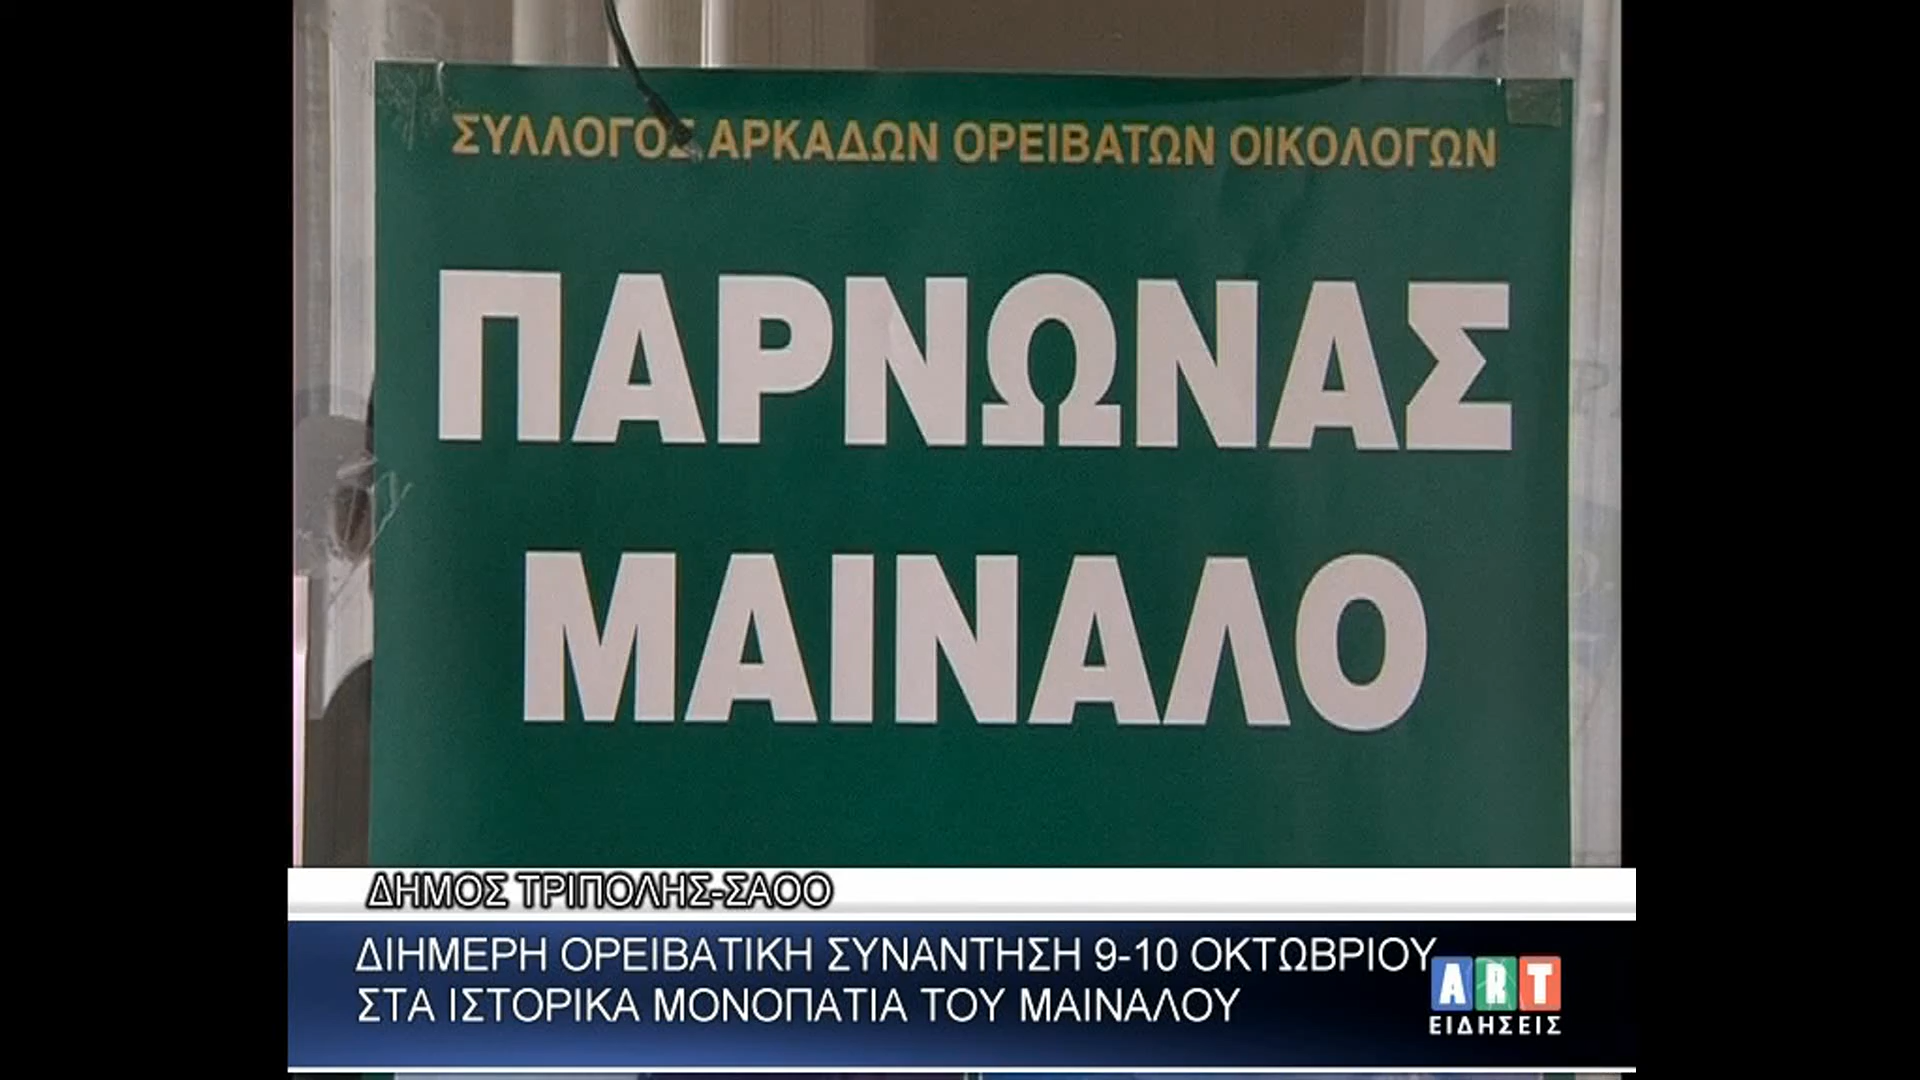 ΣΥΛΛΟΓΟΣ ΑΡΚΑΔΩΝ ΟΡΕΙΒΑΤΩΝ ΟΙΚΟΛΟΓΩΝ
ΠΑΡΝΩΝΑΣ
ΜΑΙΝΑΛΟ
ΔΗΜΟΣ ΤΡΙΠΟΛΗΣ-ΣΑΟΟ
ΔΙΗΜΕΡΗ ΟΡΕΙΒΑΤΙΚΗ ΣΥΝΑΝΤΗΣΗ 9-10 ΟΚΤΩΒΡΙΟΥ
ΣΤΑ ΙΣΤΟΡΙΚΑ ΜΟΝΟΠΑΤΙΑ ΤΟΥ ΜΑΙΝΑΛΟΥ
ART
ΕΙΔΗΣΕΙΣ